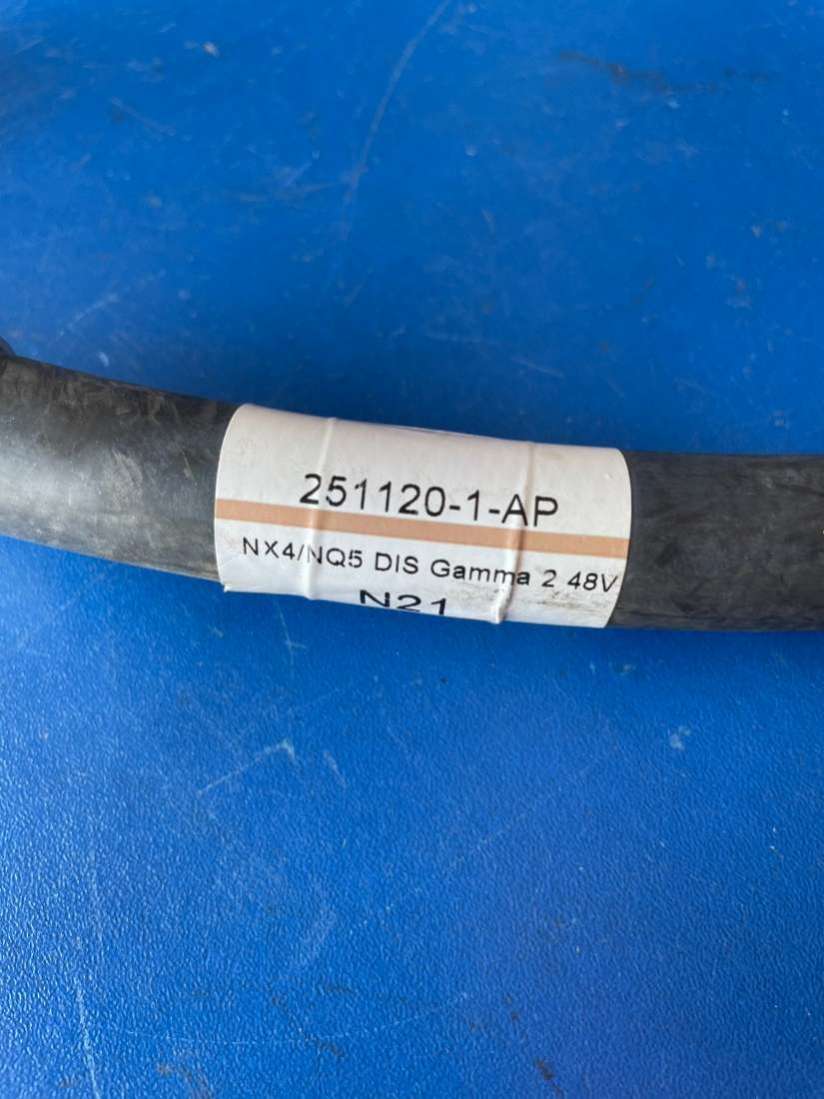 251120-1-AP
NX4/NQ5 DIS Gamma 2 48V
N21